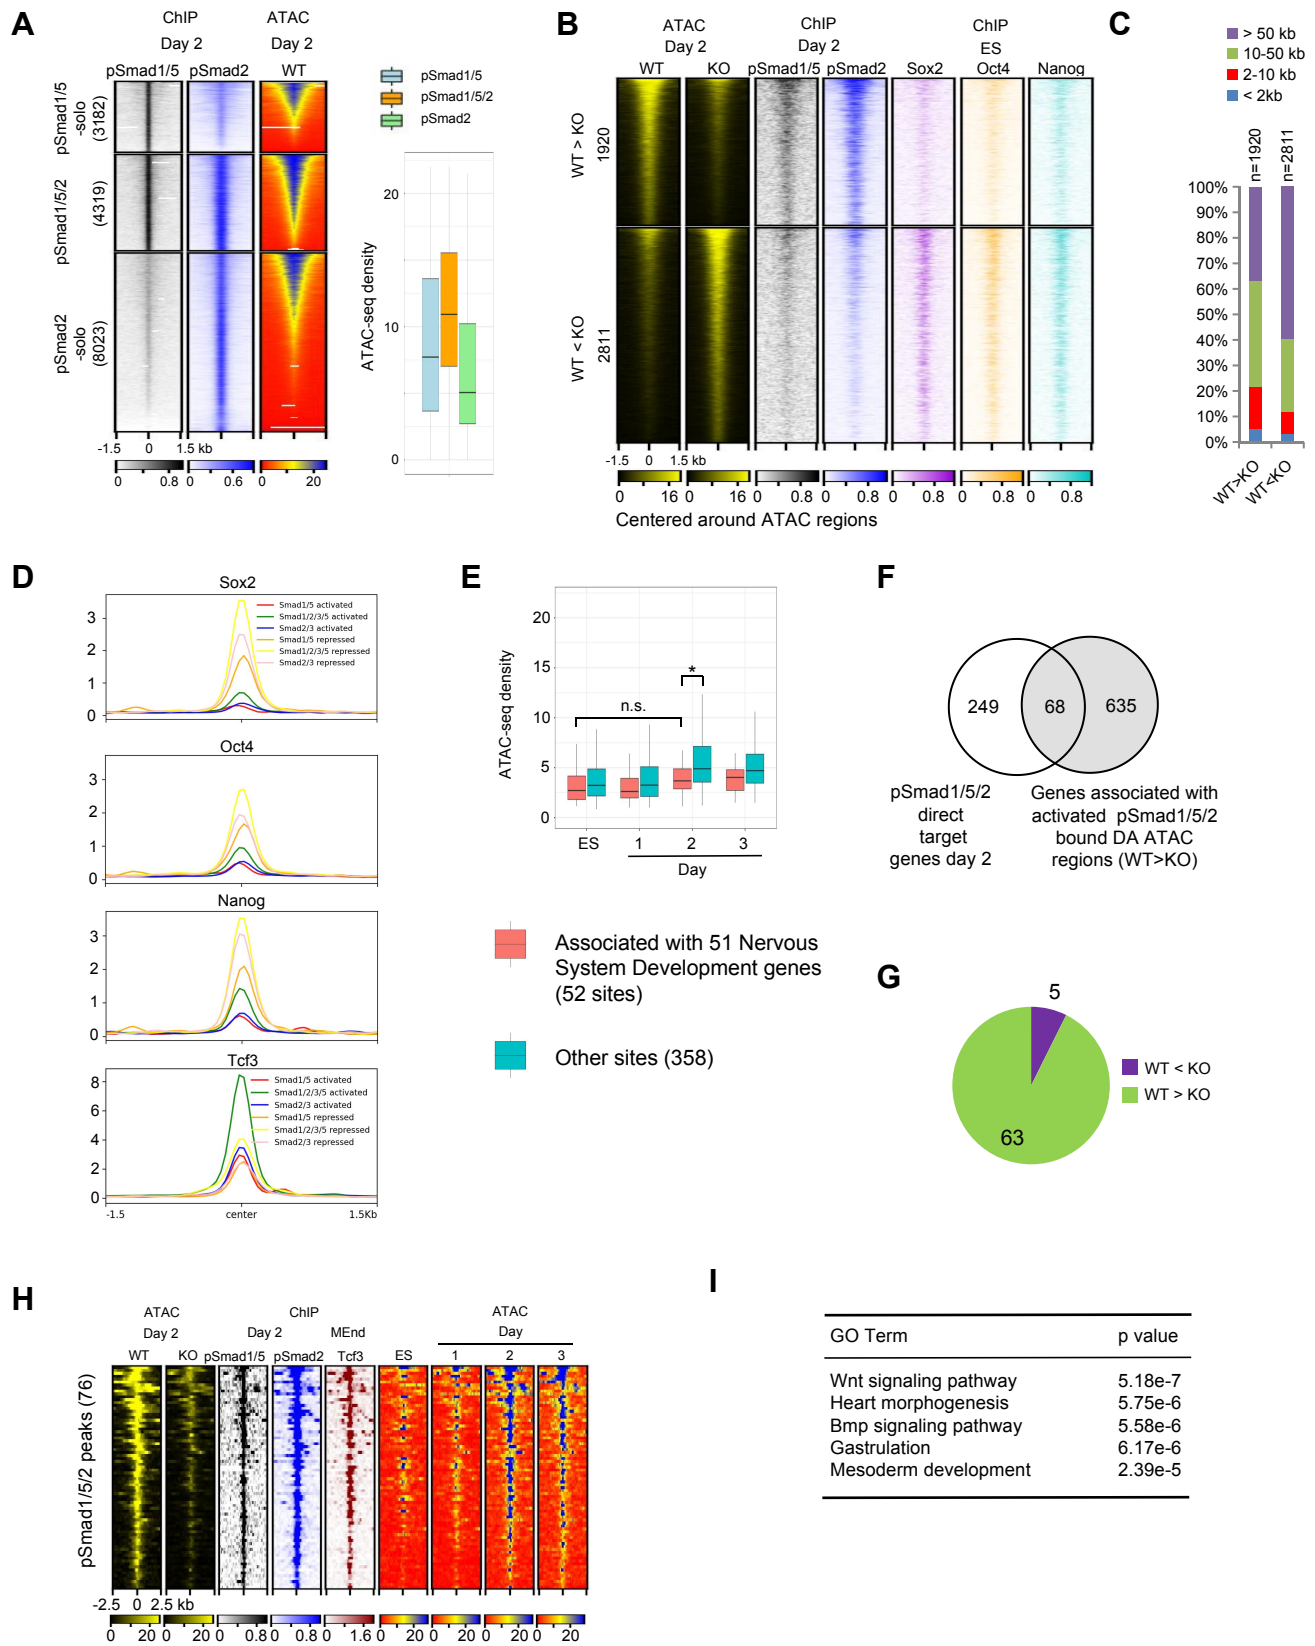 A
ChIP
ATAC
Day 2
Day 2
pSmad1/5
pSmad2
WT
pSmad1/5
-solo
(3182)
pSmad1/5/2
(4319)
pSmad2
-solo
(8023)
-1.5
0
1.5 kb
0
0.8
0
0.6
0
20
pSmad1/5
pSmad1/5/2
pSmad2
ATAC-seq density
20
10
0
B
ATAC
Day 2
ChIP
Day 2
ChIP
ES
WT
KO
pSmad1/5
pSmad2
Sox2
Oct4
Nanog
WT > KO
1920
WT < KO
2811
-1.5
0
1.5 kb
0
16
0
16
0
0.8
0
0.8
0
0.8
0
0.8
0
0.8
Centered around ATAC regions
C
> 50 kb
10-50 kb
2-10 kb
< 2kb
n=1920
n=2811
100%
90%
80%
70%
60%
50%
40%
30%
20%
10%
0%
WT>KO
WT<KO
D
Sox2
3
2
1
0
Smad1/5 activated
Smad1/2/3/5 activated
Smad2/3 activated
Smad1/5 repressed
Smad1/2/3/5 repressed
Smad2/3 repressed
Oct4
3
2
1
0
Nanog
3
2
1
0
Tcf3
8
6
4
2
0
Smad1/5 activated
Smad1/2/3/5 activated
Smad2/3 activated
Smad1/5 repressed
Smad1/2/3/5 repressed
Smad2/3 repressed
-1.5
center
1.5Kb
E
ATAC-seq density
20
15
10
5
0
n.s.
*
ES
1
2
3
Day
Associated with 51 Nervous
System Development genes
(52 sites)
Other sites (358)
F
249
68
635
pSmad1/5/2
direct
target
genes day 2
Genes associated with
activated pSmad1/5/2
bound DA ATAC
regions (WT>KO)
G
5
63
WT < KO
WT > KO
H
ATAC
Day 2
ChIP
Day 2
MEnd
ATAC
Day
WT
KO
pSmad1/5
pSmad2
Tcf3
ES
1
2
3
pSmad1/5/2 peaks (76)
-2.5
0
2.5 kb
0
20
0
20
0
0.8
0
0.8
0
1.6
0
20
0
20
0
20
0
20
I
GO Term
p value
Wnt signaling pathway
5.18e-7
Heart morphogenesis
5.75e-6
Bmp signaling pathway
5.58e-6
Gastrulation
6.17e-6
Mesoderm development
2.39e-5